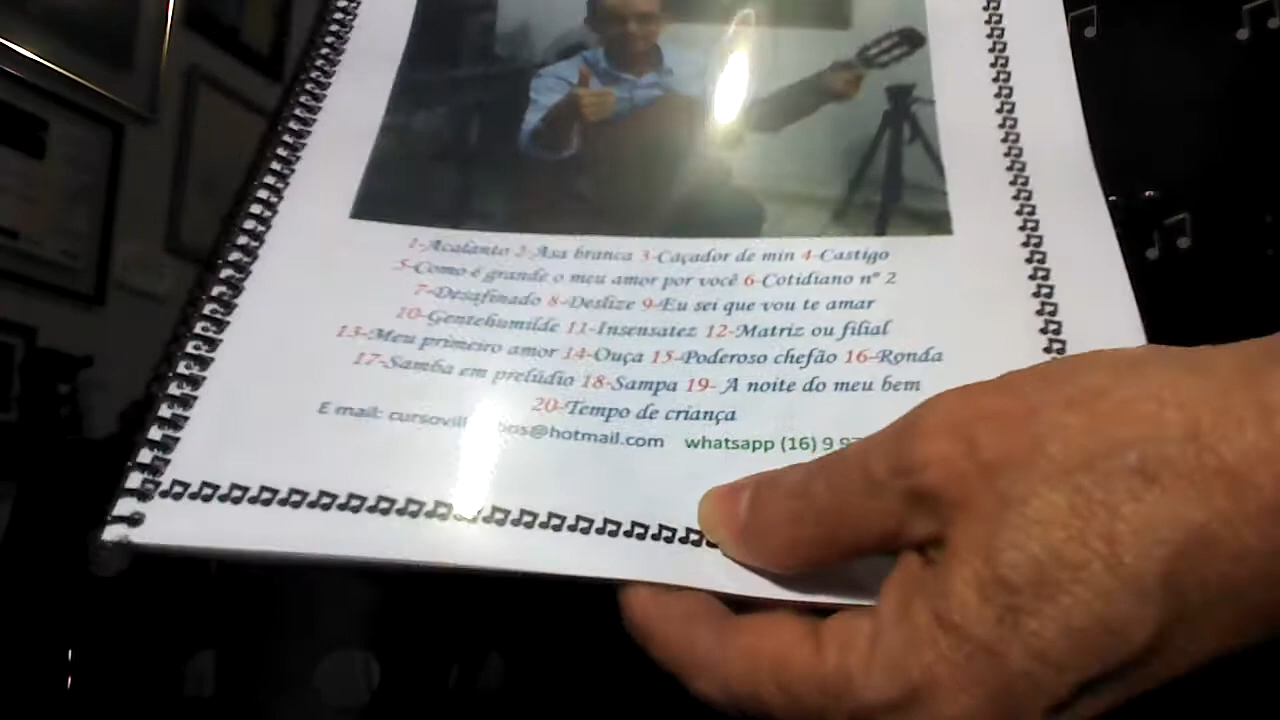 1-Acalanto 2-Asa branca 3-Caçador de mim 4-Castigo
5-Como é grande o meu amor por você 6-Cotidiano nº 2
7-Desafinado 8-Deslize 9-Eu sei que vou te amar
10-Gentehumilde 11-Insensatez 12-Matriz ou filial
13-Meu primeiro amor 14-Ouça 15-Poderoso chefão 16-Ronda
17-Samba em prelúdio 18-Sampa 19- A noite do meu bem
20-Tempo de criança
E mail: whatsapp (16) 9